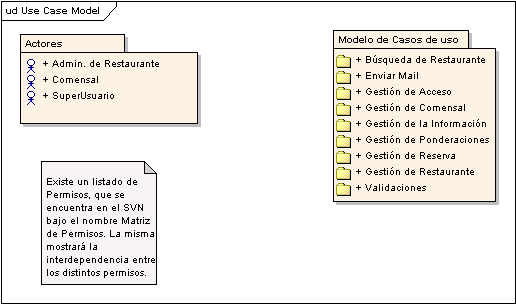 ud Use Case Model
Actores
+ Admin. de Restaurante
+ Comensal
+ SuperUsuario
Modelo de Casos de uso
+ Búsqueda de Restaurante
+ Enviar Mail
+ Gestión de Acceso
+ Gestión de Comensal
+ Gestión de la Información
+ Gestión de Ponderaciones
+ Gestión de Reserva
+ Gestión de Restaurante
+ Validaciones
Existe un listado de
Permisos, que se
encuentra en el SVN
bajo el nombre Matriz
de Permisos. La misma
mostrará la
interdependencia entre
los distintos permisos.